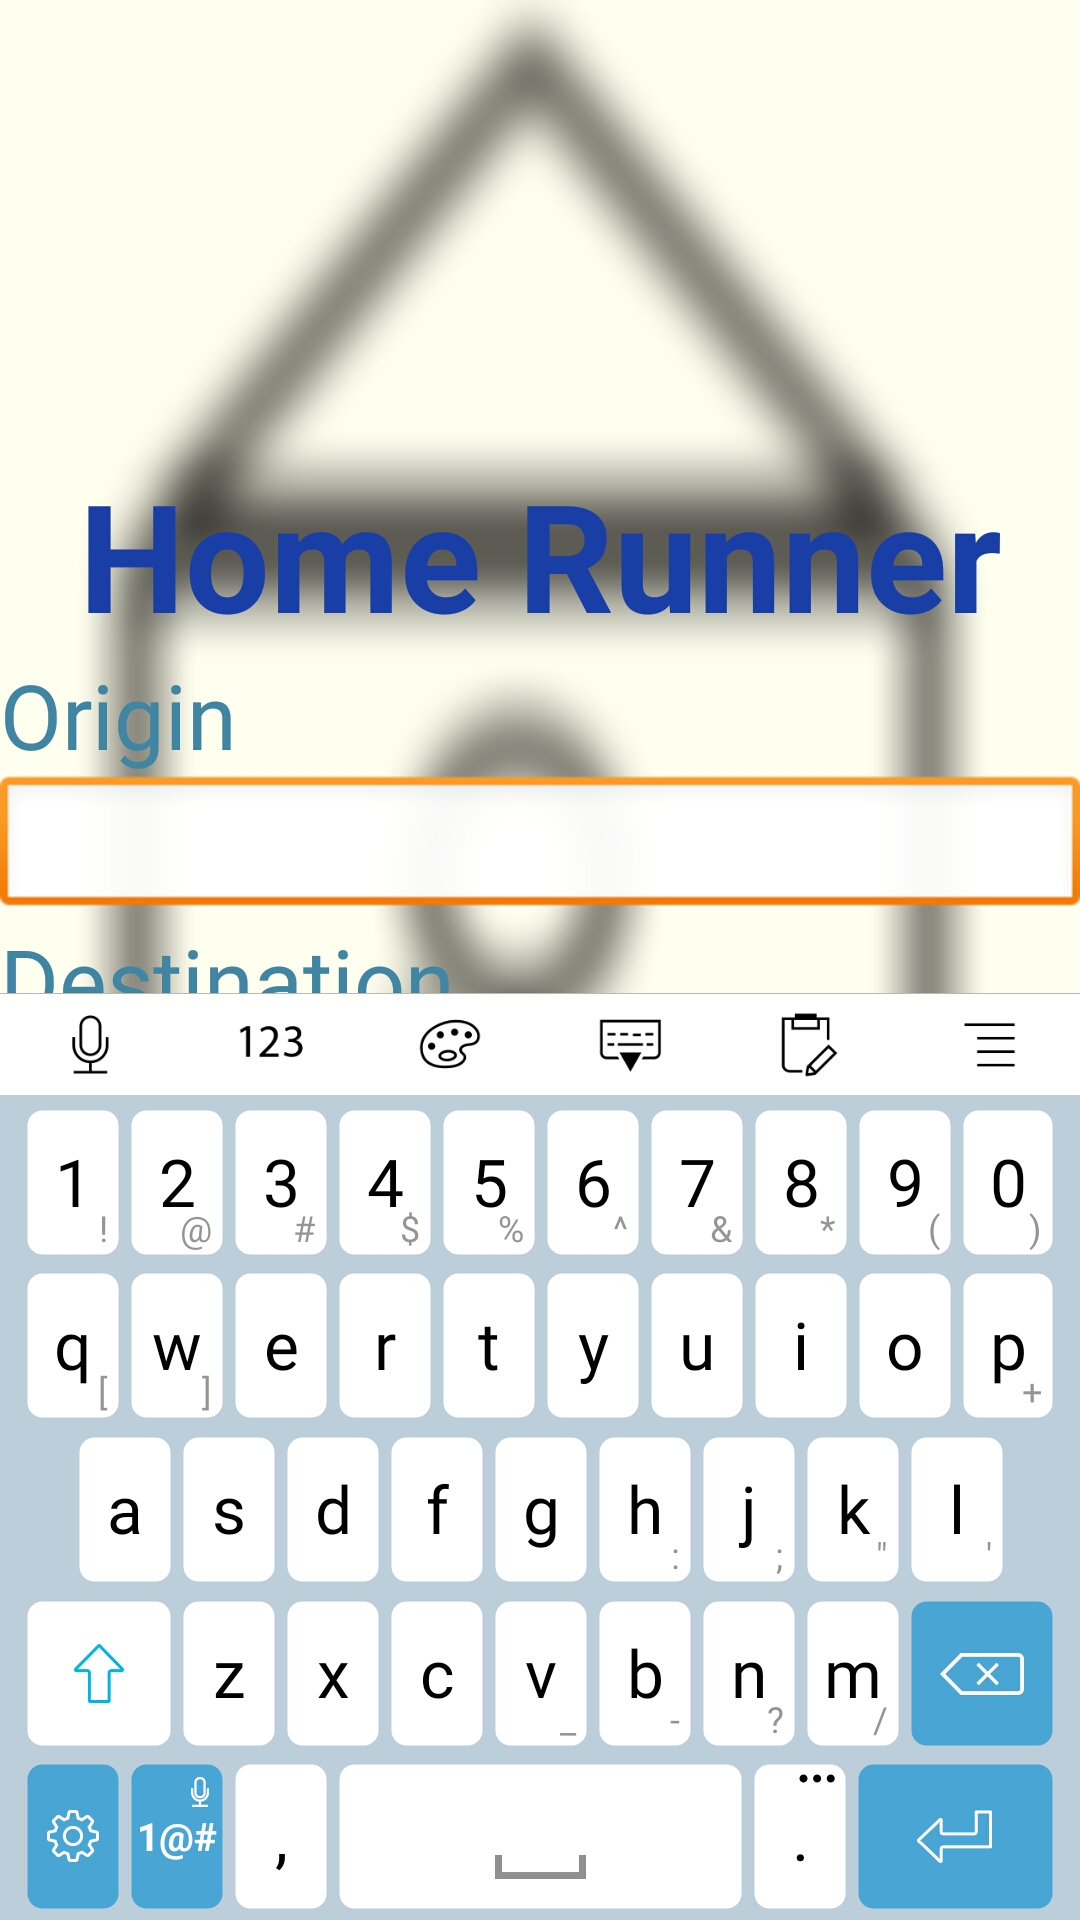 Home Runner
Origin
Destination
123
1 ! 2 @ 3 # 4 $ 5 % 6 ^ 7 & 8 * 9 ( 0 )
q [ w ] e r t y u i o p +
a s d f g h : j ; k " l '
z x c v _ b - n ? m /
1@# , ... .